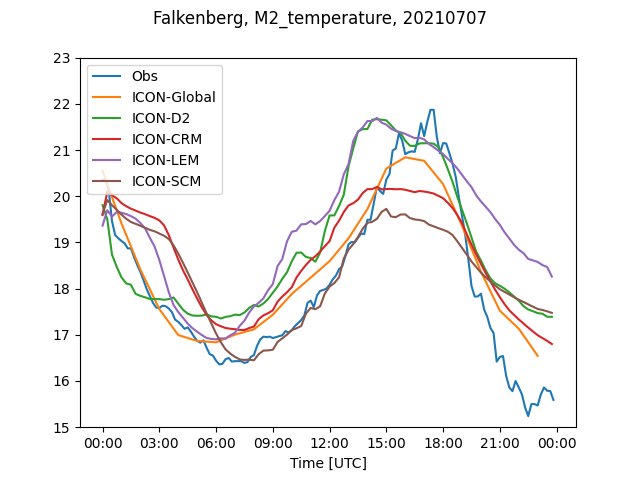 Falkenberg, M2_temperature, 20210707
23
22
21
20
19
18
17
16
15
Obs
ICON-Global
ICON-D2
ICON-CRM
ICON-LEM
ICON-SCM
00:00 03:00 06:00 09:00 12:00 15:00 18:00 21:00 00:00
Time [UTC]